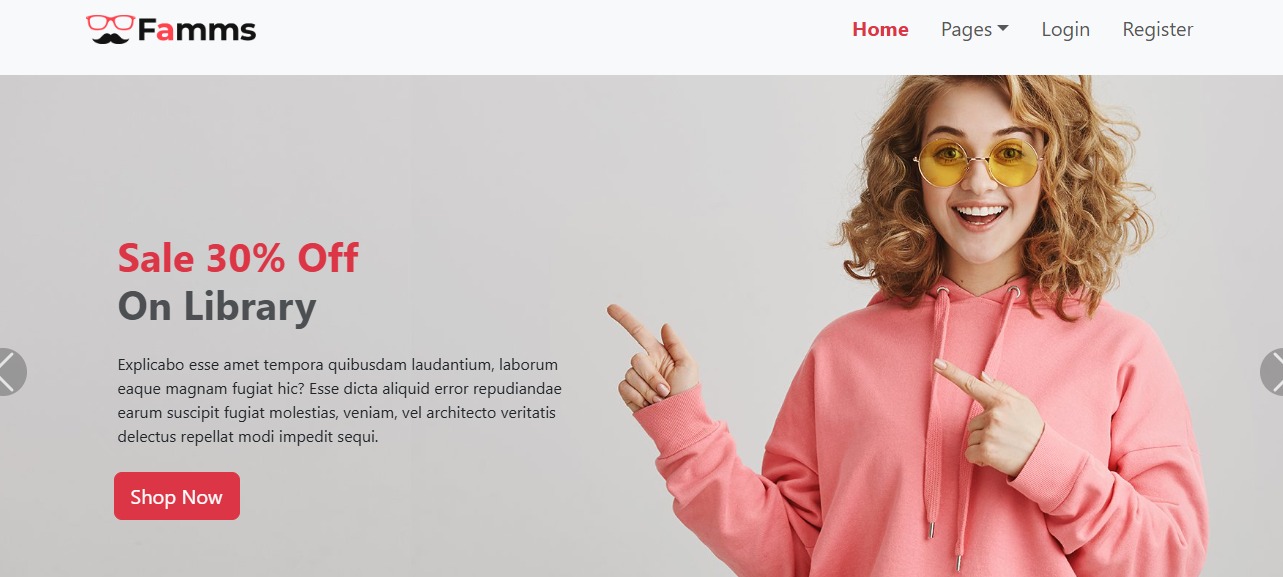 Famms
Home Pages Login Register
Sale 30% Off
On Library
Explicabo esse amet tempora quibusdam laudantium, laborum
eaque magnam fugiat hic? Esse dicta aliquid error repudiandae
earum suscipit fugiat molestias, veniam, vel architecto veritatis
delectus repellat modi impedit sequi.
Shop Now